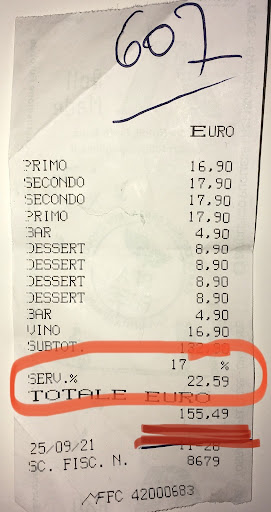 607
EURO
PRIMO 16,90
SECONDO 17,90
SECONDO 17,90
PRIMO 17,90
BAR 4,90
DESSERT 8,90
DESSERT 8,90
DESSERT 8,90
DESSERT 8,90
BAR 4,90
VINO 16,90
SUBTOT. 132,90
17 %
SERV.% 22,59
TOTALE EURO
155,49
25/09/21
SC. FISC. N. 8679
42000683